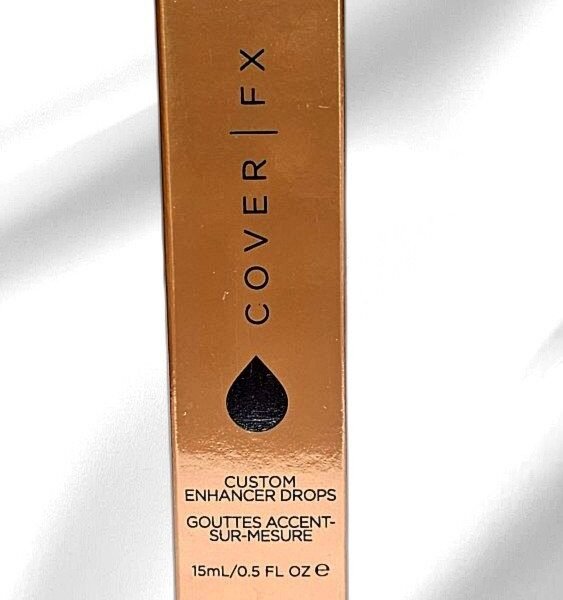 COVER | FX
CUSTOM
ENHANCER DROPS
GOUTTES ACCENT-
SUR-MESURE
15mL/0.5 FL OZ ℮